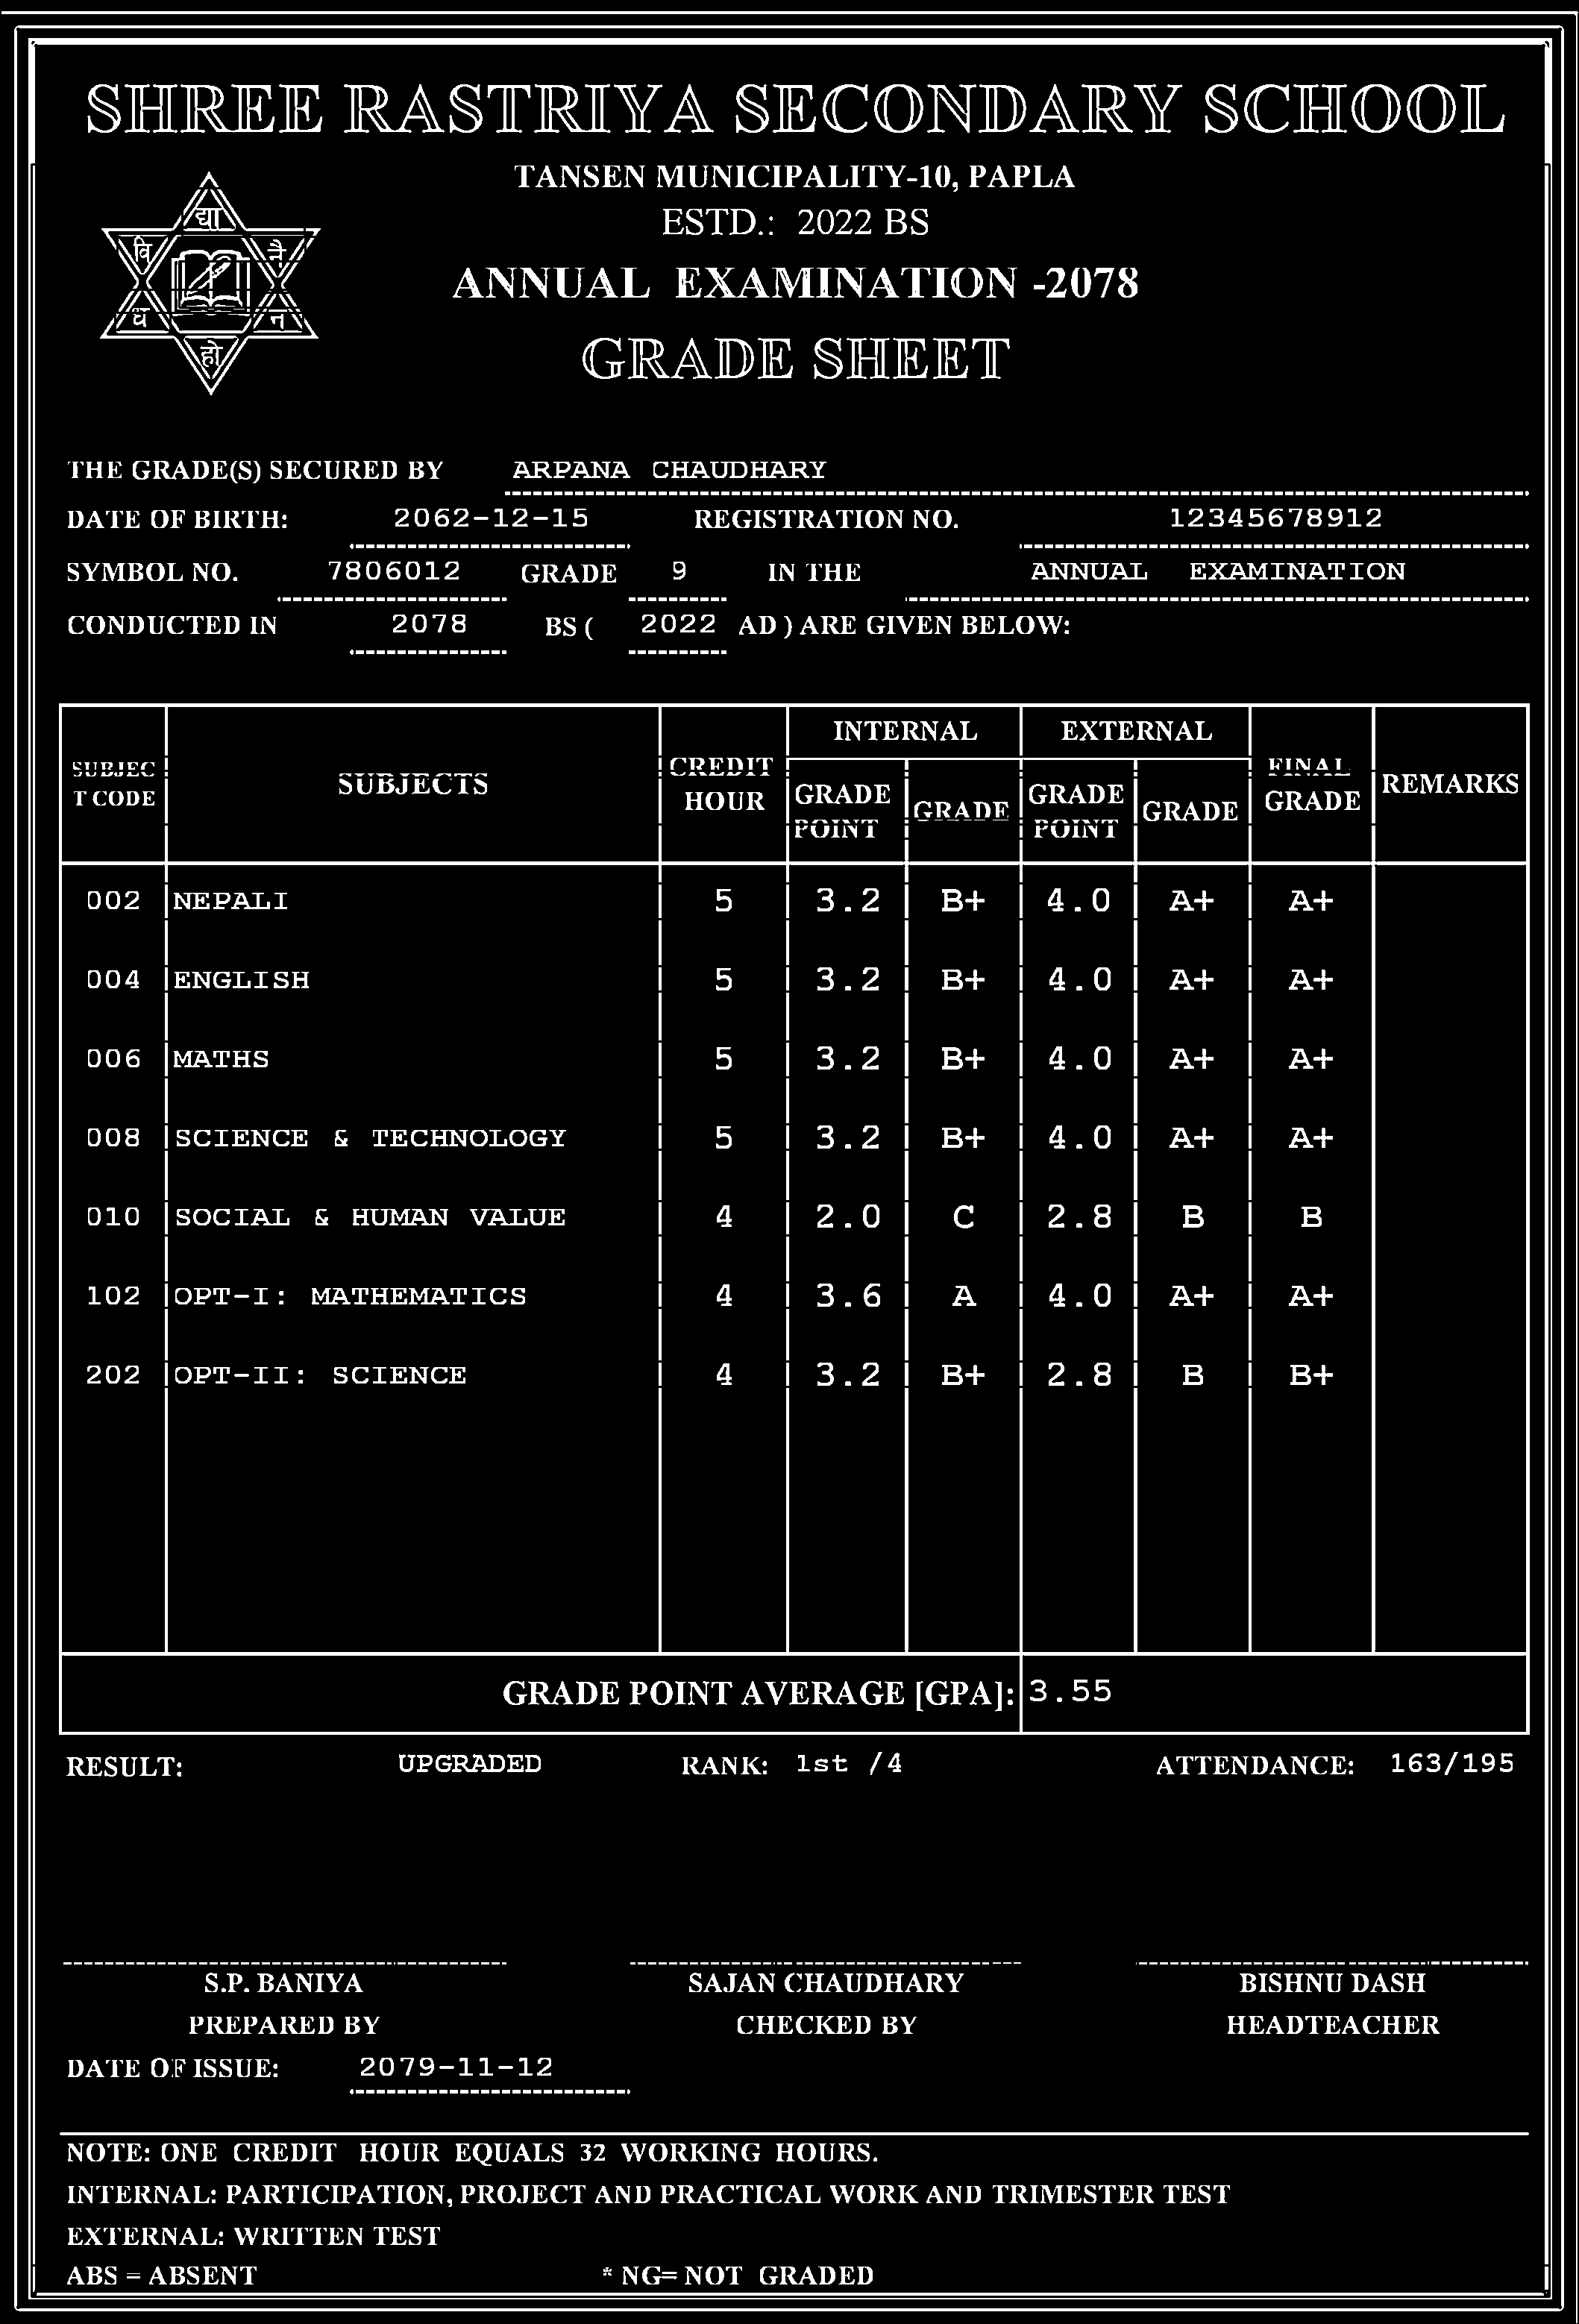 SHREE RASTRIYA SECONDARY SCHOOL
TANSEN MUNICIPALITY-10, PAPLA
ESTD.: 2022 BS
ANNUAL EXAMINATION -2078
GRADE SHEET
द्या
वि नै
ध न
हो
THE GRADE(S) SECURED BY ARPANA CHAUDHARY
DATE OF BIRTH: 2062-12-15 REGISTRATION NO. 12345678912
SYMBOL NO. 7806012 GRADE 9 IN THE ANNUAL EXAMINATION
CONDUCTED IN 2078 BS ( 2022 AD ) ARE GIVEN BELOW:
SUBJEC T CODE SUBJECTS CREDIT HOUR INTERNAL EXTERNAL FINAL GRADE REMARKS
GRADE POINT GRADE GRADE POINT GRADE
002 NEPALI 5 3.2 B+ 4.0 A+ A+
004 ENGLISH 5 3.2 B+ 4.0 A+ A+
006 MATHS 5 3.2 B+ 4.0 A+ A+
008 SCIENCE & TECHNOLOGY 5 3.2 B+ 4.0 A+ A+
010 SOCIAL & HUMAN VALUE 4 2.0 C 2.8 B B
102 OPT-I: MATHEMATICS 4 3.6 A 4.0 A+ A+
202 OPT-II: SCIENCE 4 3.2 B+ 2.8 B B+
GRADE POINT AVERAGE [GPA]: 3.55
RESULT: UPGRADED RANK: 1st /4 ATTENDANCE: 163/195
S.P. BANIYA SAJAN CHAUDHARY BISHNU DASH
PREPARED BY CHECKED BY HEADTEACHER
DATE OF ISSUE: 2079-11-12
NOTE: ONE CREDIT HOUR EQUALS 32 WORKING HOURS.
INTERNAL: PARTICIPATION, PROJECT AND PRACTICAL WORK AND TRIMESTER TEST
EXTERNAL: WRITTEN TEST
ABS = ABSENT * NG= NOT GRADED